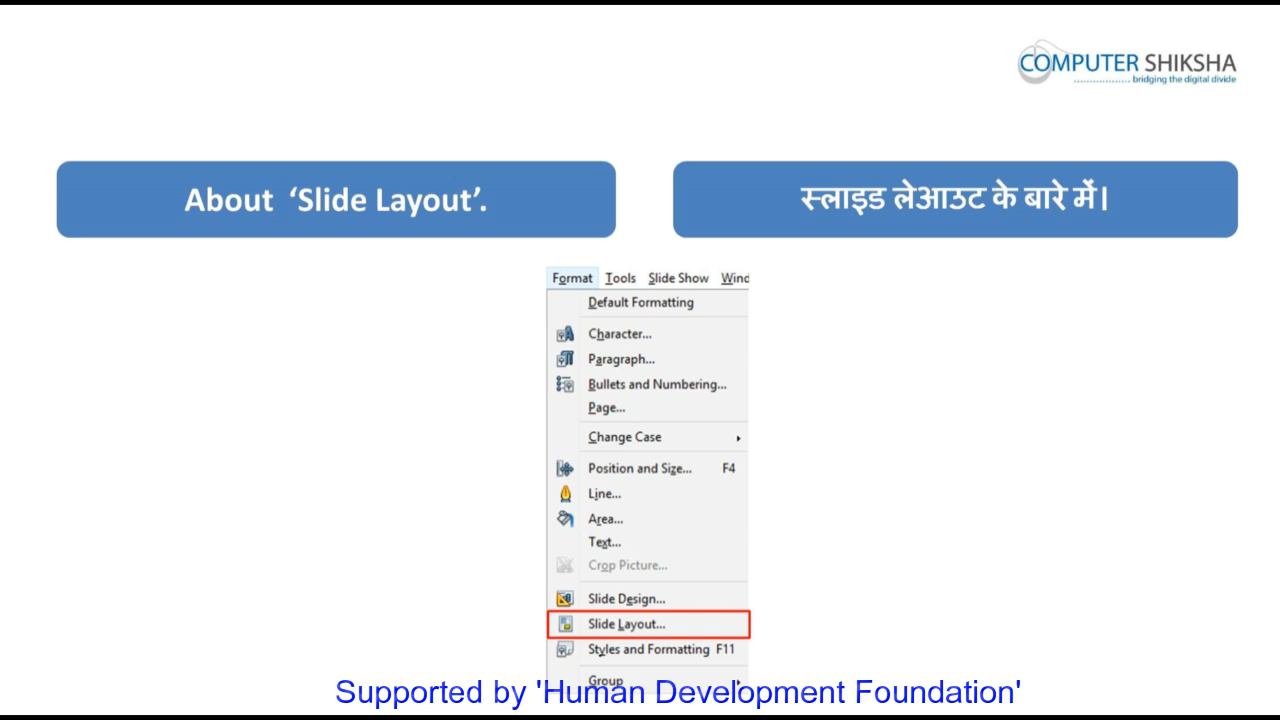 COMPUTER SHIKSHA
bridging the digital divide
About ‘Slide Layout’.
स्लाइड लेआउट के बारे में।
Format Tools Slide Show Wind
Default Formatting
Character...
Paragraph...
Bullets and Numbering...
Page...
Change Case
Position and Size... F4
Line...
Area...
Text...
Crop Picture...
Slide Design...
Slide Layout...
Styles and Formatting F11
Group
Supported by 'Human Development Foundation'